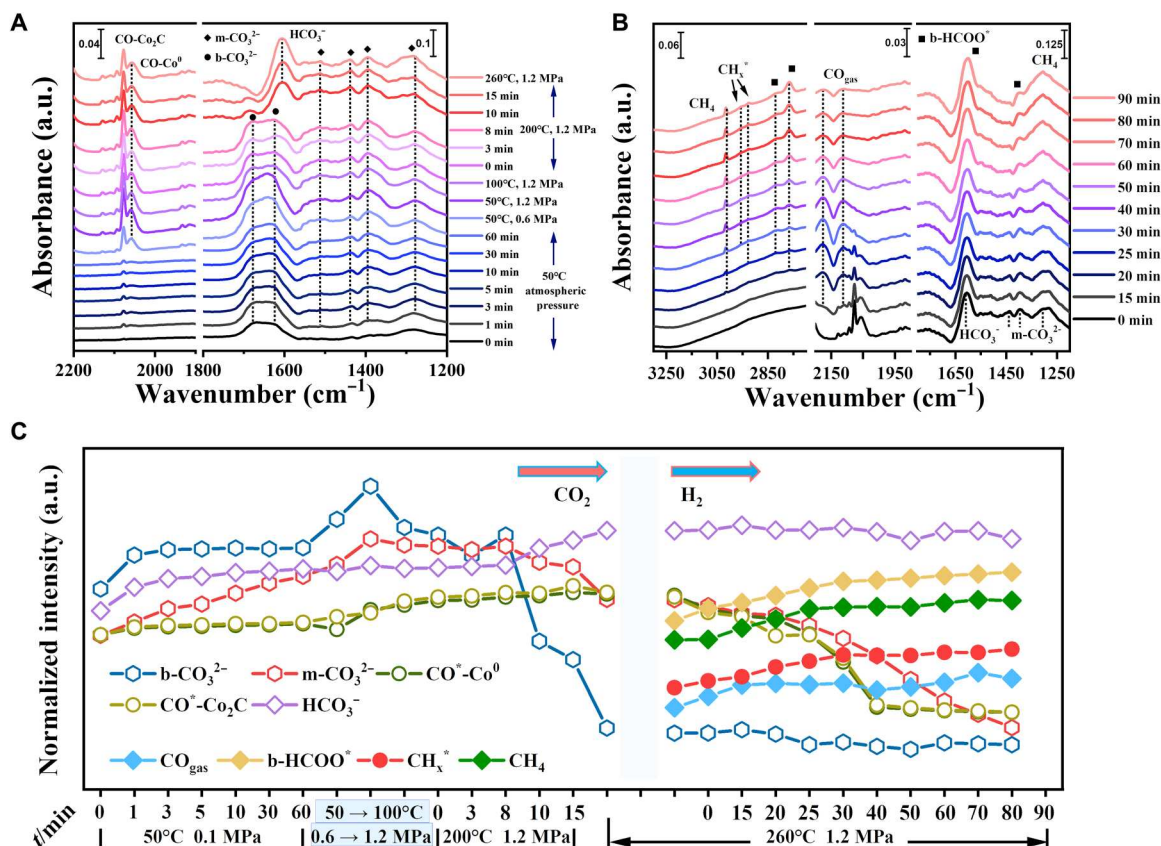 A
0.04
CO-Co₂C
CO-Co⁰
◆ m-CO₃²⁻
● b-CO₃²⁻
HCO₃⁻
0.1
260°C, 1.2 MPa
15 min
10 min
8 min
200°C, 1.2 MPa
3 min
0 min
100°C, 1.2 MPa
50°C, 1.2 MPa
50°C, 0.6 MPa
60 min
30 min
10 min
5 min
3 min
1 min
0 min
50°C
atmospheric
pressure
Absorbance (a.u.)
2200 2100 2000 1800 1600 1400 1200
Wavenumber (cm⁻¹)
B
0.06
0.03
■ b-HCOO*
0.125
CH₄
CHₓ*
CO_gas
CH₄
HCO₃⁻
m-CO₃²⁻
90 min
80 min
70 min
60 min
50 min
40 min
30 min
25 min
20 min
15 min
0 min
Absorbance (a.u.)
3250 3050 2850 2150 1950 1650 1450 1250
Wavenumber (cm⁻¹)
C
CO₂
H₂
Normalized intensity (a.u.)
b-CO₃²⁻ m-CO₃²⁻ CO*-Co⁰
CO*-Co₂C HCO₃⁻
CO_gas b-HCOO* CHₓ* CH₄
t/min
0 1 3 5 10 30 60 50 → 100°C 0 3 8 10 15 0 10 20 30 40 50 60 70 80 90
50°C 0.1 MPa 0.6 → 1.2 MPa 200°C 1.2 MPa 260°C 1.2 MPa